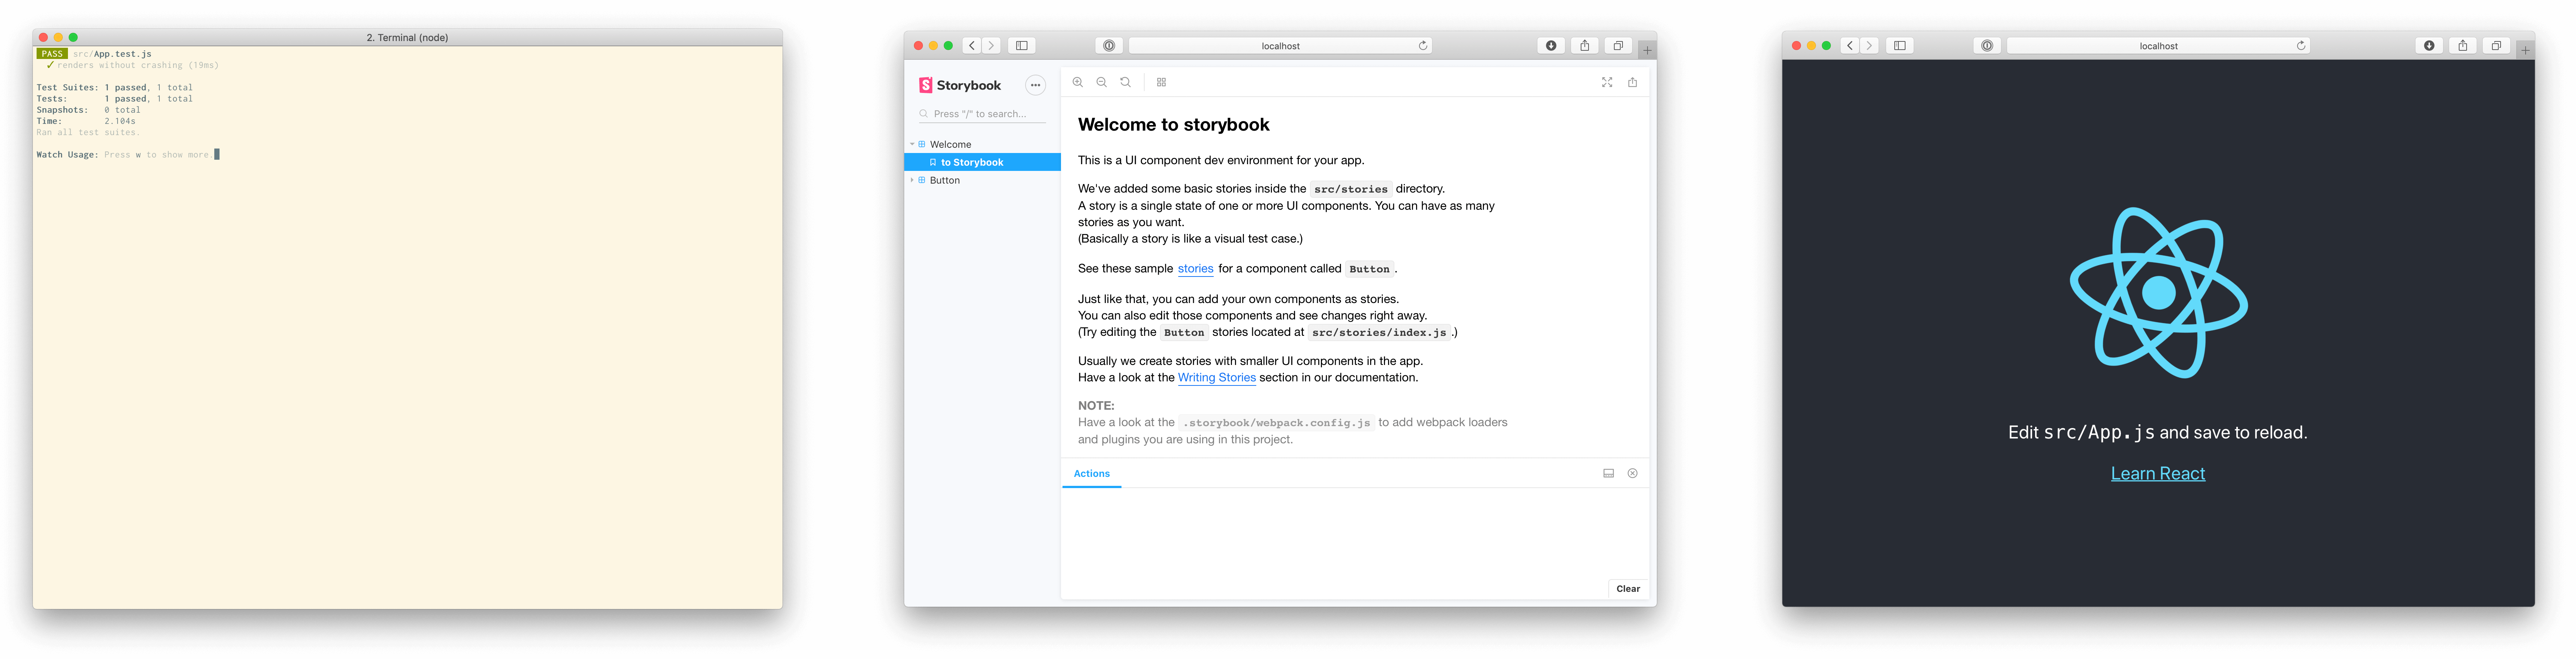 2. Terminal (node)
PASS src/App.test.js
✓ renders without crashing (19ms)
Test Suites: 1 passed, 1 total
Tests: 1 passed, 1 total
Snapshots: 0 total
Time: 2.104s
Ran all test suites.
Watch Usage: Press w to show more.
localhost
Storybook
Press "/" to search...
Welcome
to Storybook
Button
Welcome to storybook
This is a UI component dev environment for your app.
We've added some basic stories inside the src/stories directory.
A story is a single state of one or more UI components. You can have as many
stories as you want.
(Basically a story is like a visual test case.)
See these sample stories for a component called Button.
Just like that, you can add your own components as stories.
You can also edit those components and see changes right away.
(Try editing the Button stories located at src/stories/index.js.)
Usually we create stories with smaller UI components in the app.
Have a look at the Writing Stories section in our documentation.
NOTE:
Have a look at the .storybook/webpack.config.js to add webpack loaders
and plugins you are using in this project.
Actions
Clear
localhost
Edit src/App.js and save to reload.
Learn React